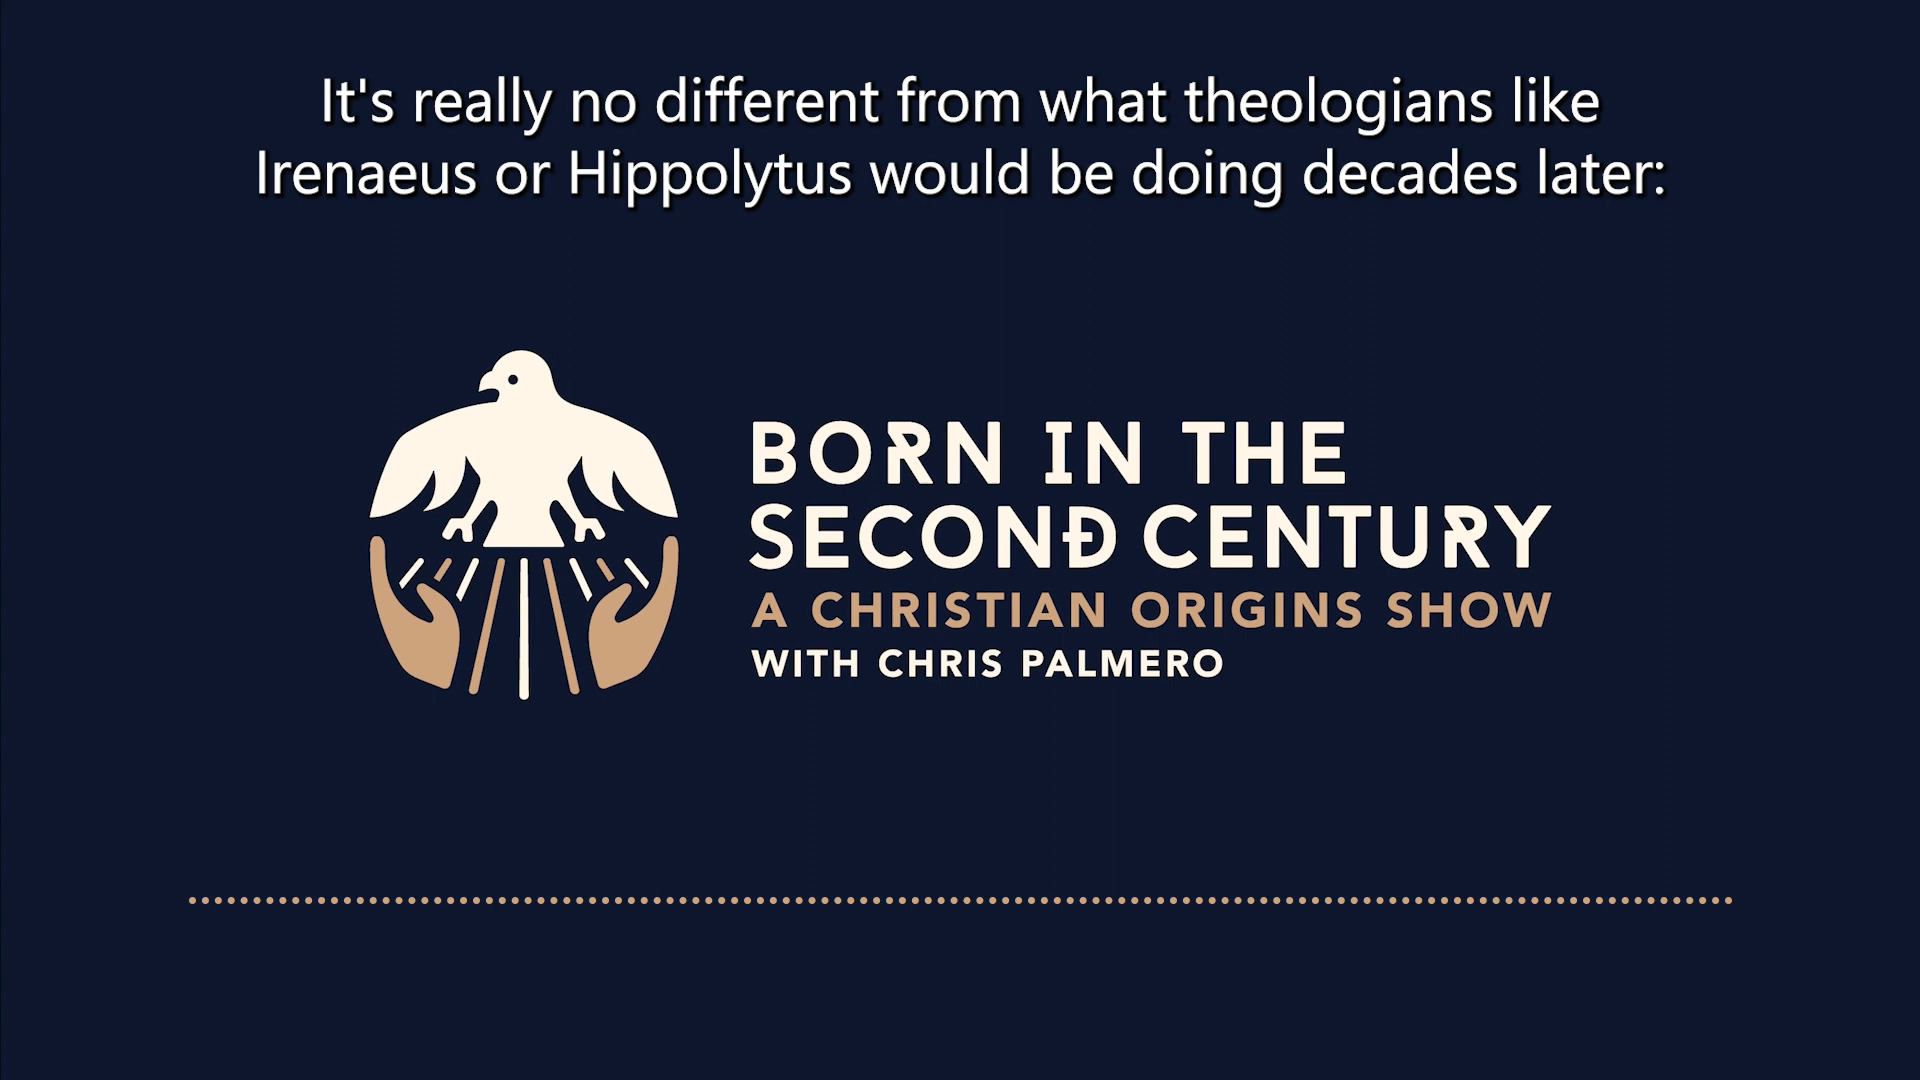 It's really no different from what theologians like
Irenaeus or Hippolytus would be doing decades later:
BORN IN THE
SECOND CENTURY
A CHRISTIAN ORIGINS SHOW
WITH CHRIS PALMERO